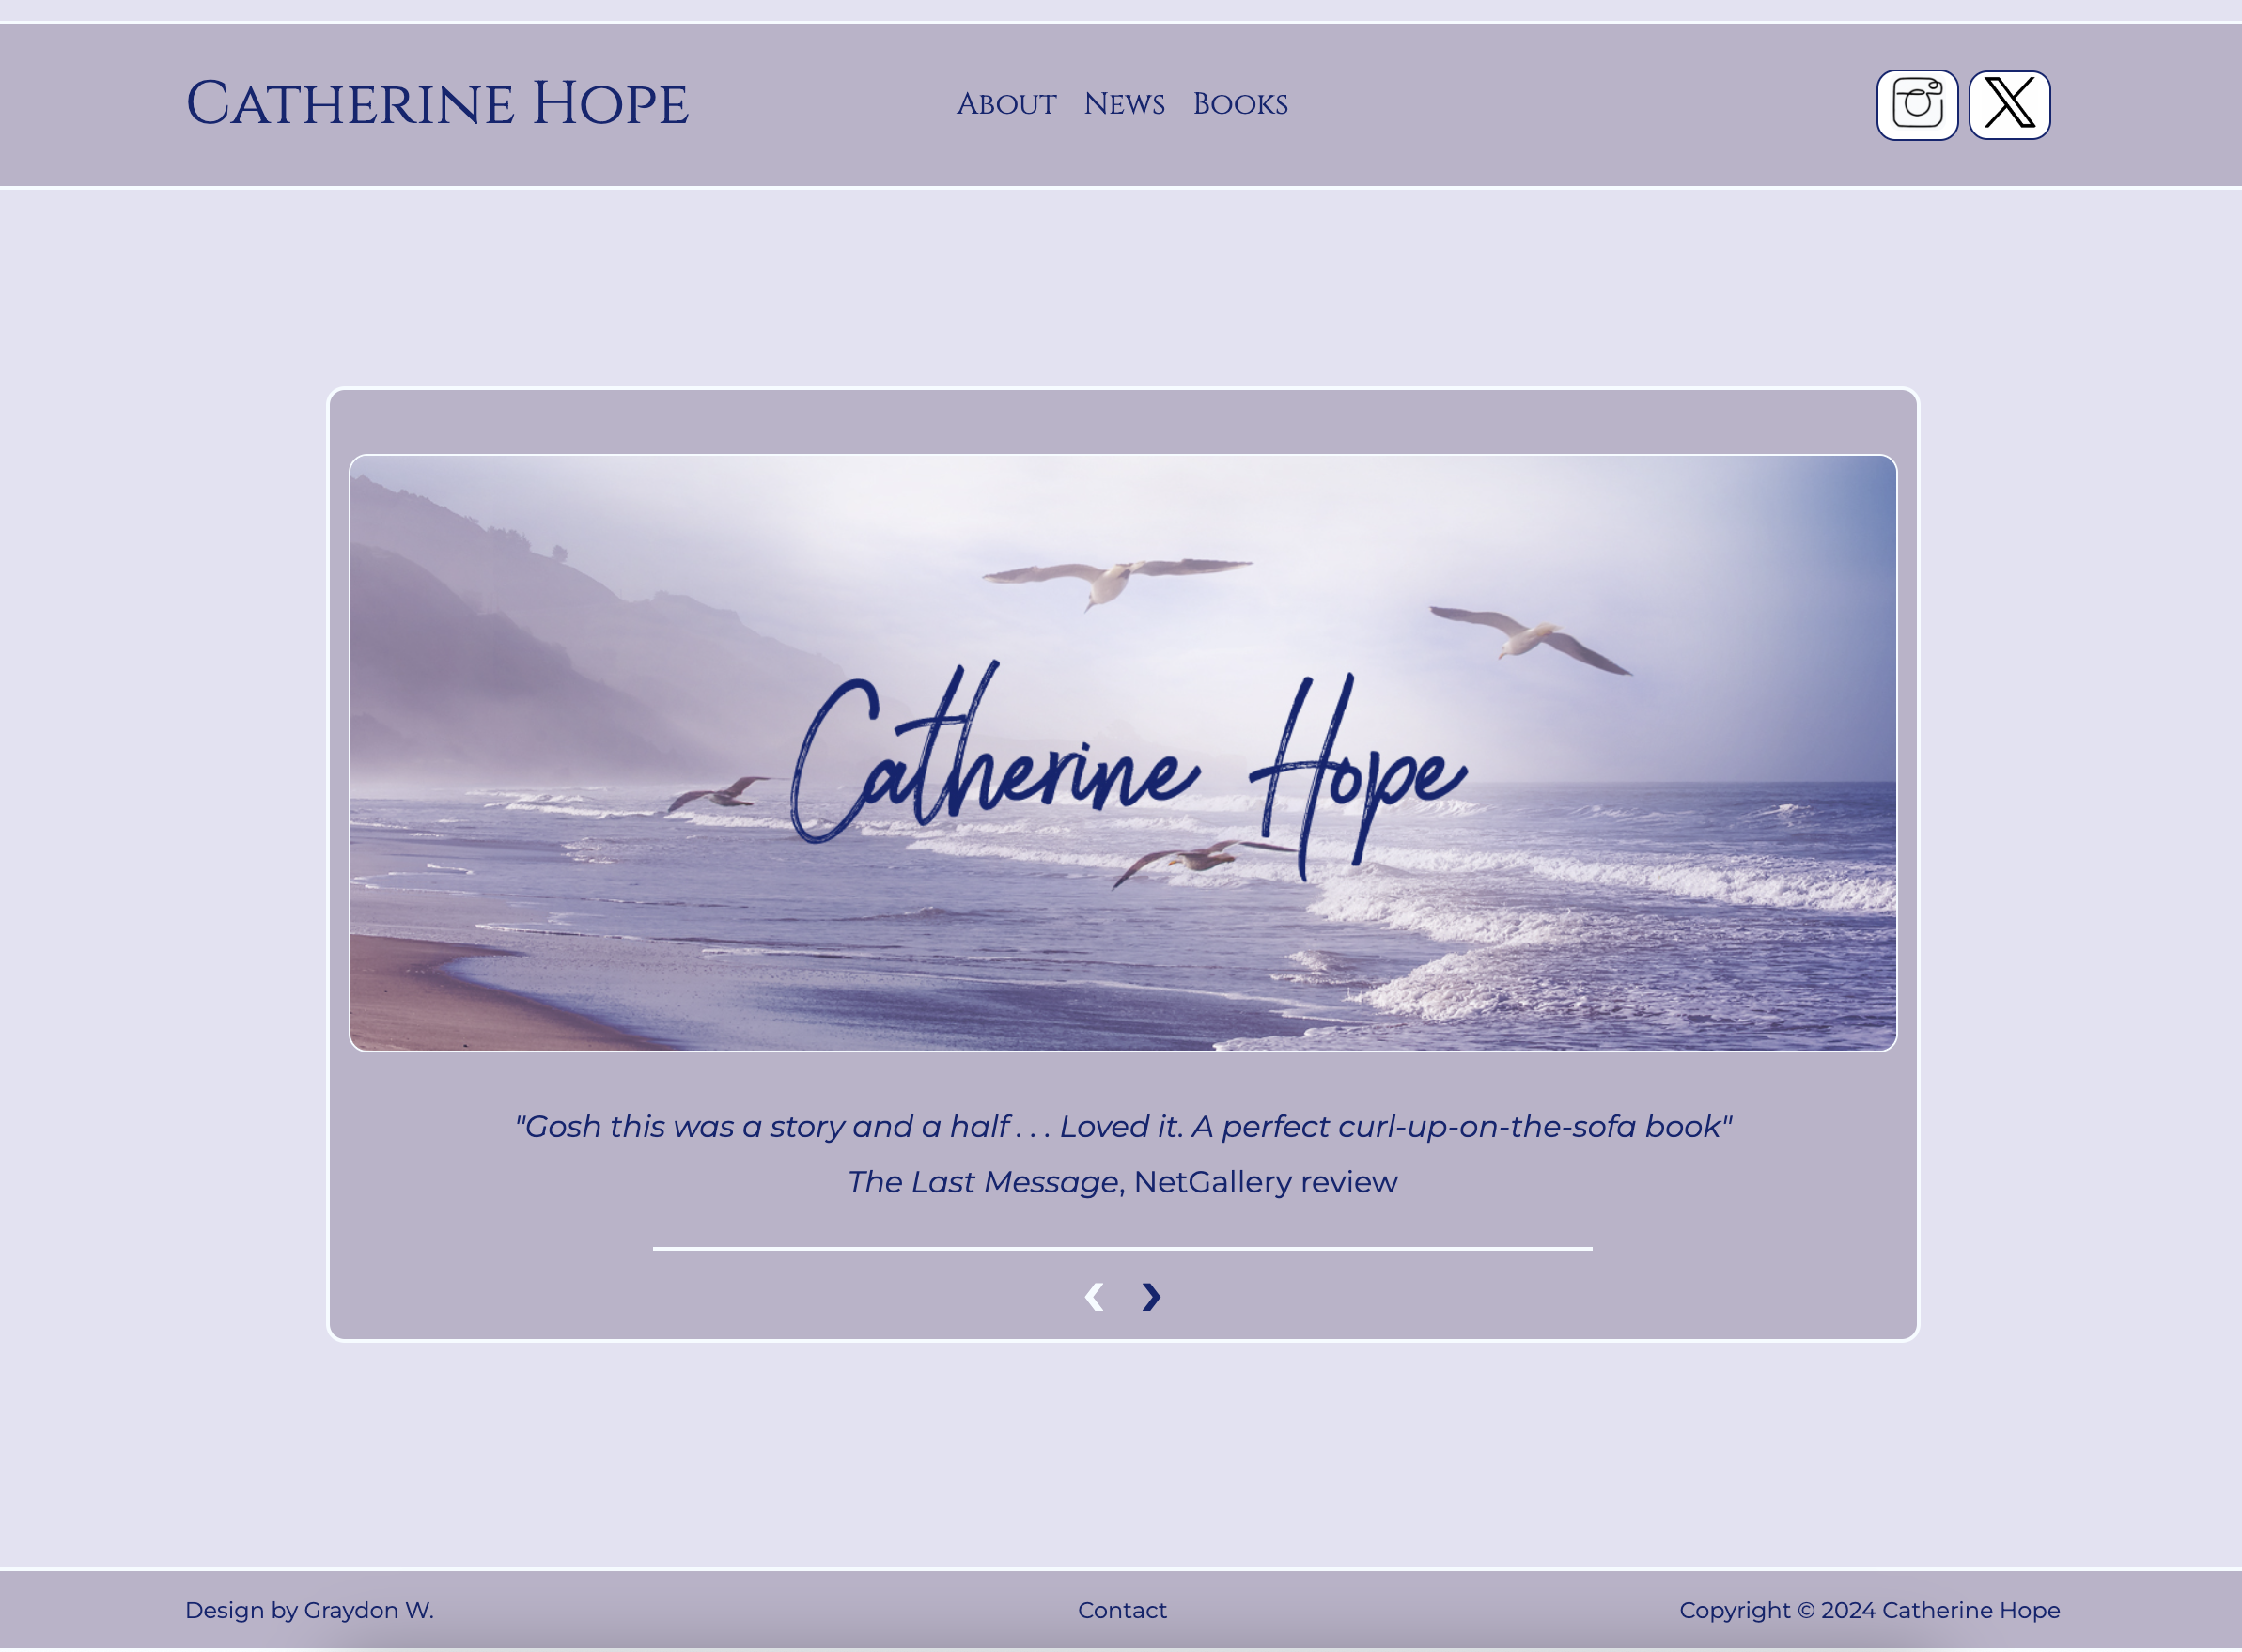 Catherine Hope
About News Books
Catherine Hope
"Gosh this was a story and a half . . . Loved it. A perfect curl-up-on-the-sofa book"
The Last Message, NetGallery review
‹ ›
Design by Graydon W.
Contact
Copyright © 2024 Catherine Hope